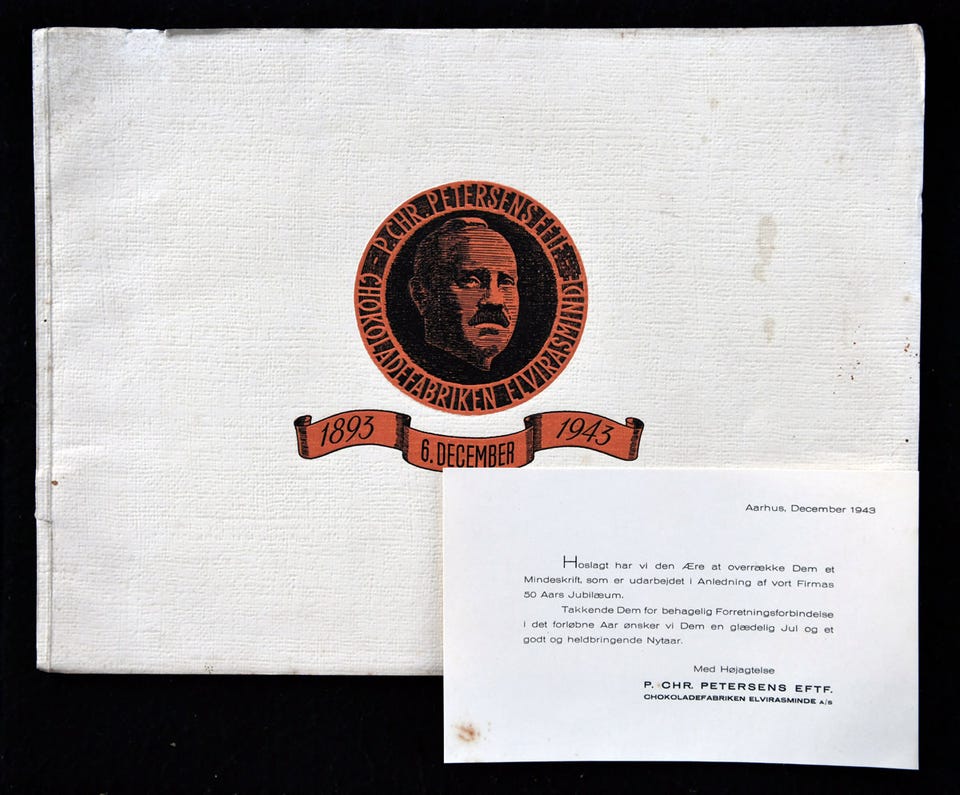 P. CHR. PETERSENS EFTF.
CHOKOLADEFABRIKEN ELVIRASMINDE
1893
6. DECEMBER
1943
Aarhus, December 1943
Hoslagt har vi den Ære at overrække Dem et
Mindeskrift, som er udarbejdet i Anledning af vort Firmas
50 Aars Jubilæum.
Takkende Dem for behagelig Forretningsforbindelse
i det forløbne Aar ønsker vi Dem en glædelig Jul og et
godt og heldbringende Nytaar.
Med Højagtelse
P. CHR. PETERSENS EFTF.
CHOKOLADEFABRIKEN ELVIRASMINDE A/S